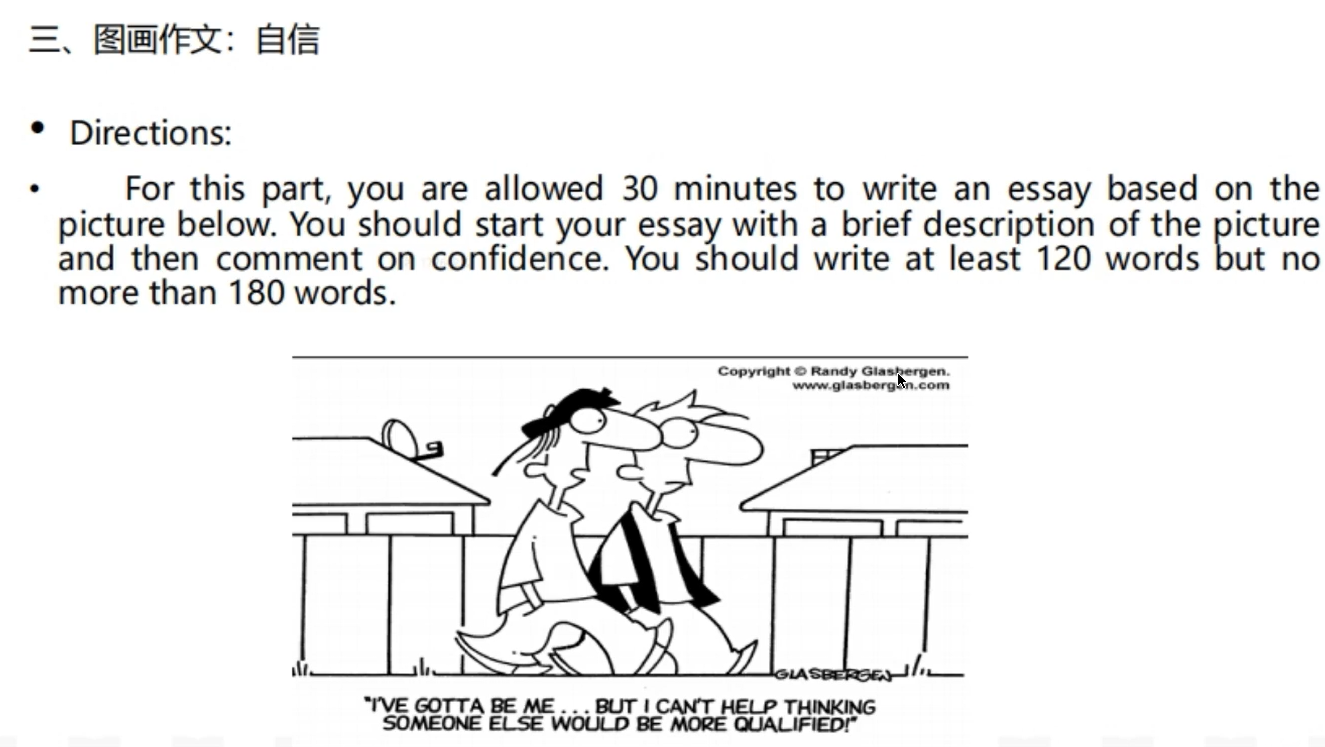 三、图画作文：自信
• Directions:
• For this part, you are allowed 30 minutes to write an essay based on the
picture below. You should start your essay with a brief description of the picture
and then comment on confidence. You should write at least 120 words but no
more than 180 words.
Copyright © Randy Glasbergen.
www.glasbergen.com
GLASBERGEN
"I'VE GOTTA BE ME . . . BUT I CAN'T HELP THINKING
SOMEONE ELSE WOULD BE MORE QUALIFIED!"